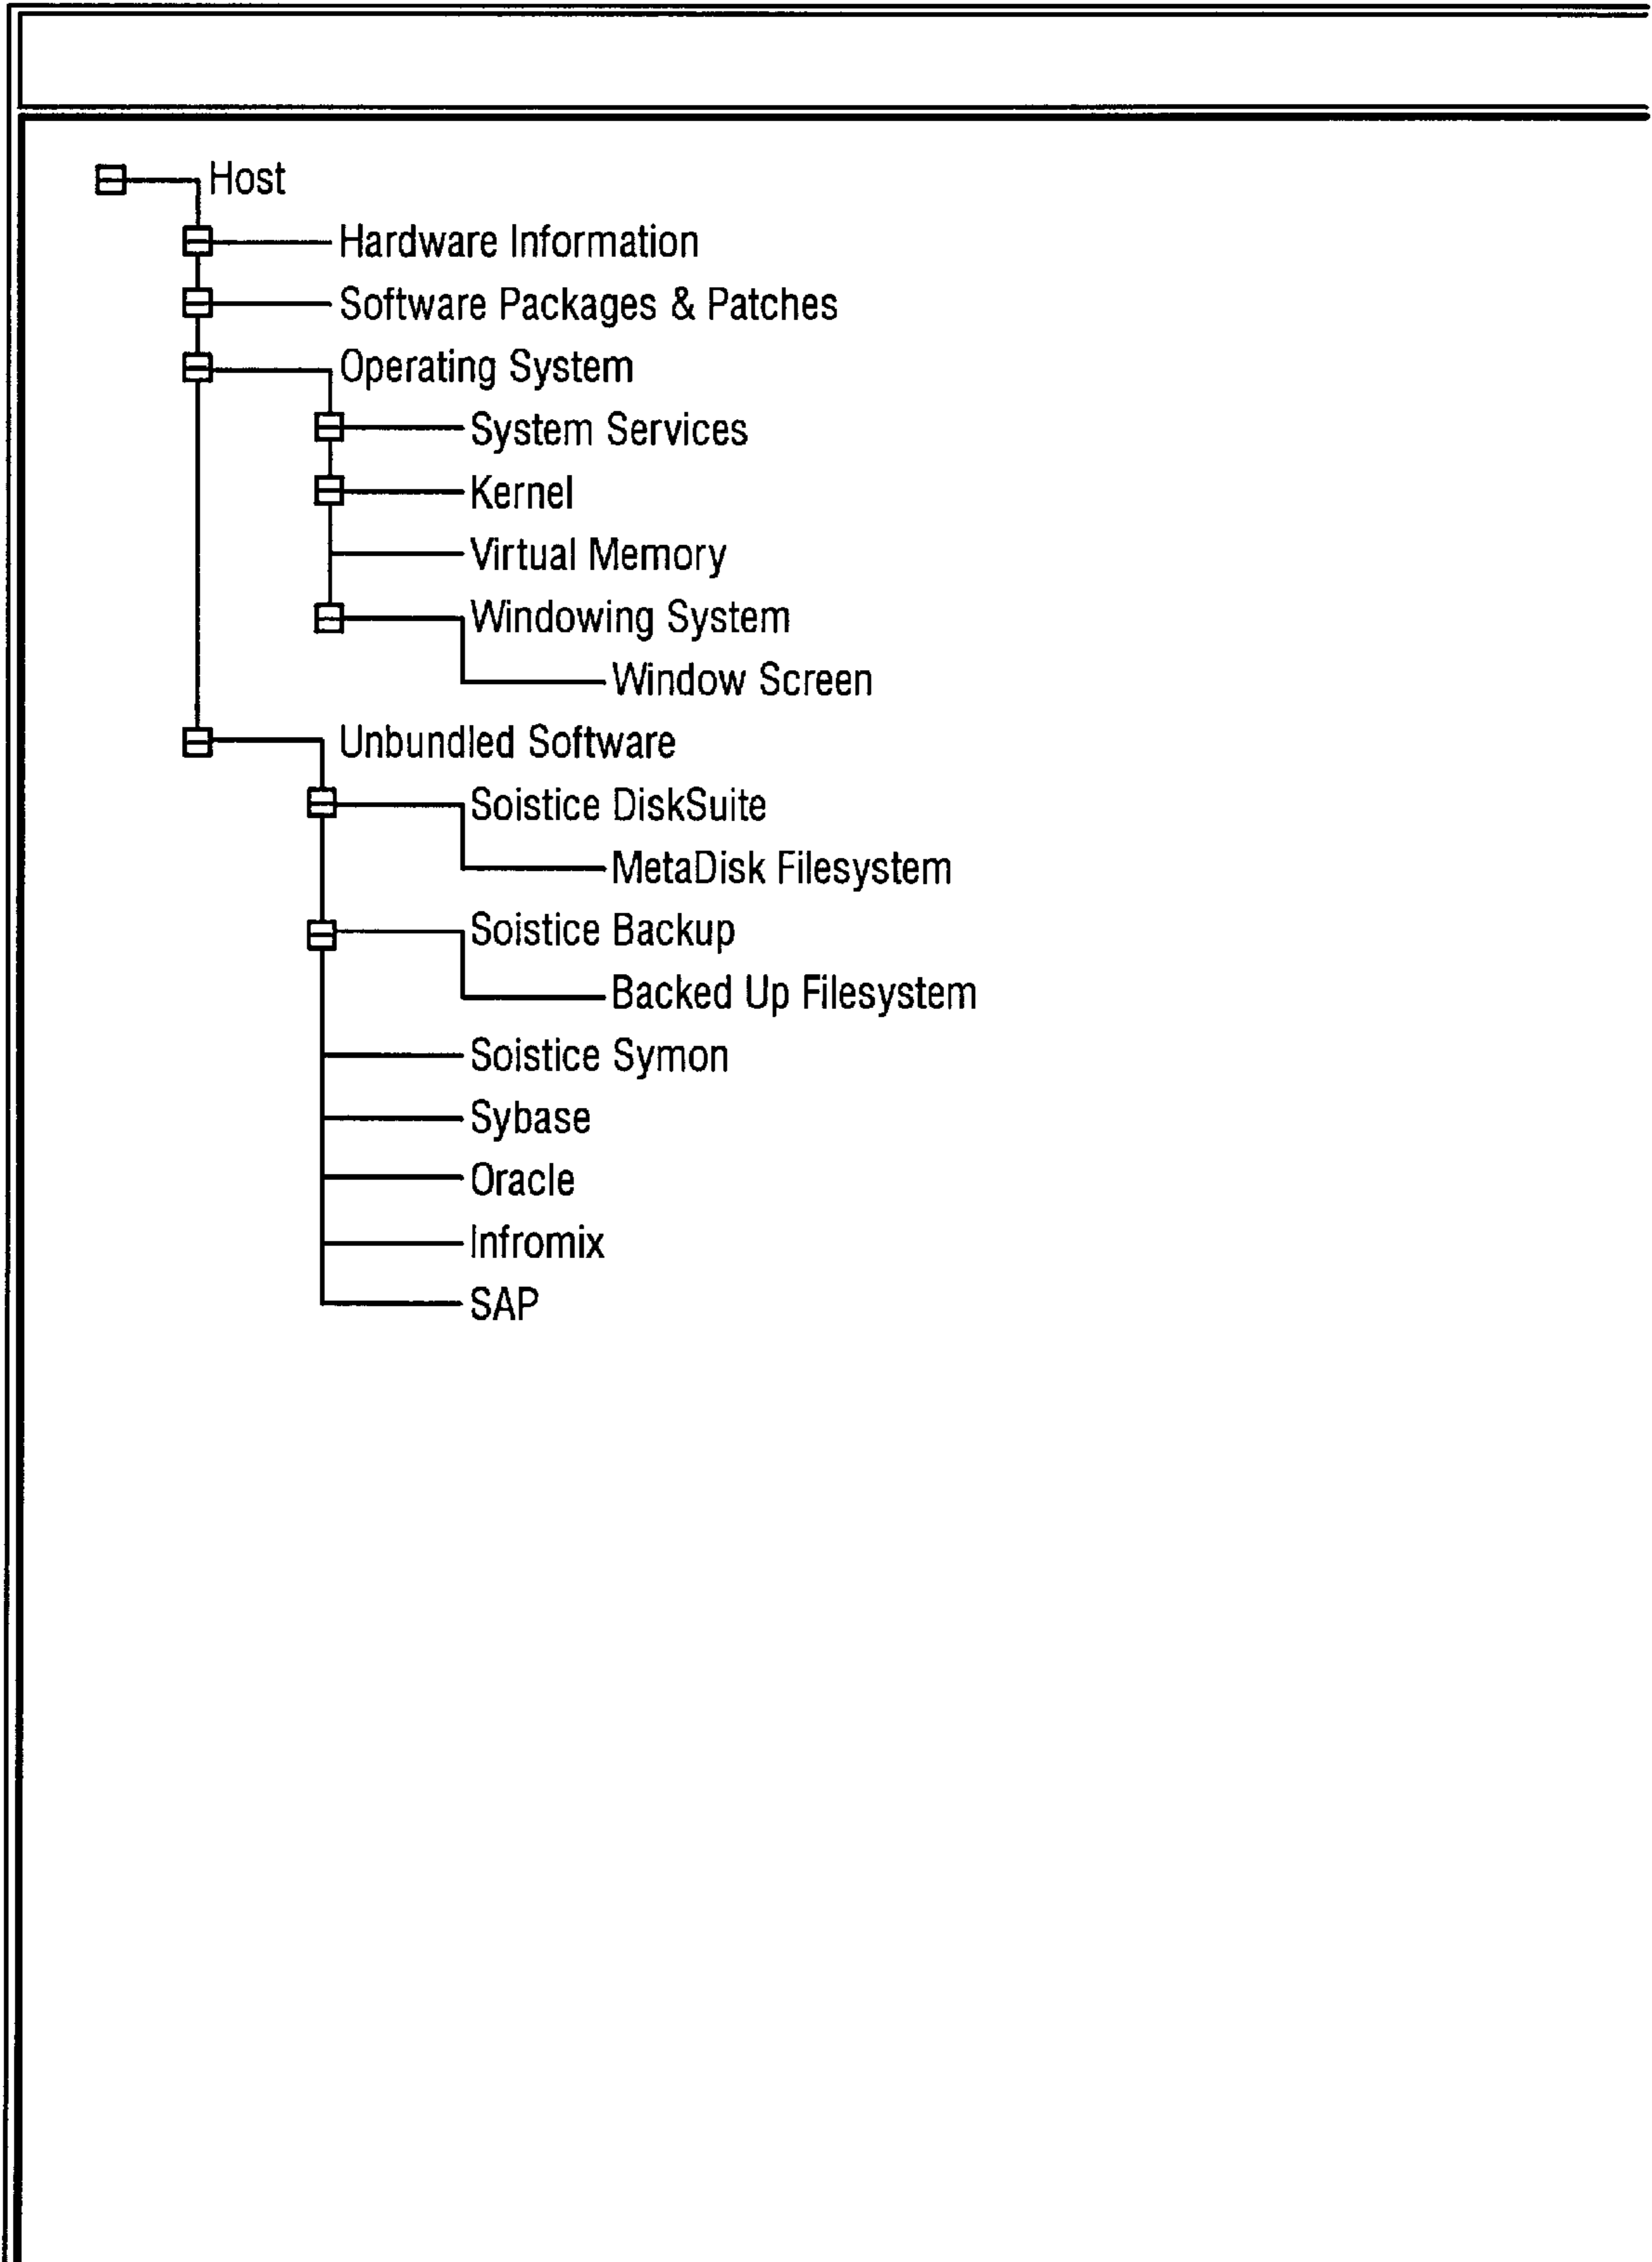 Host
Hardware Information
Software Packages & Patches
Operating System
System Services
Kernel
Virtual Memory
Windowing System
Window Screen
Unbundled Software
Soistice DiskSuite
MetaDisk Filesystem
Soistice Backup
Backed Up Filesystem
Soistice Symon
Sybase
Oracle
Infromix
SAP